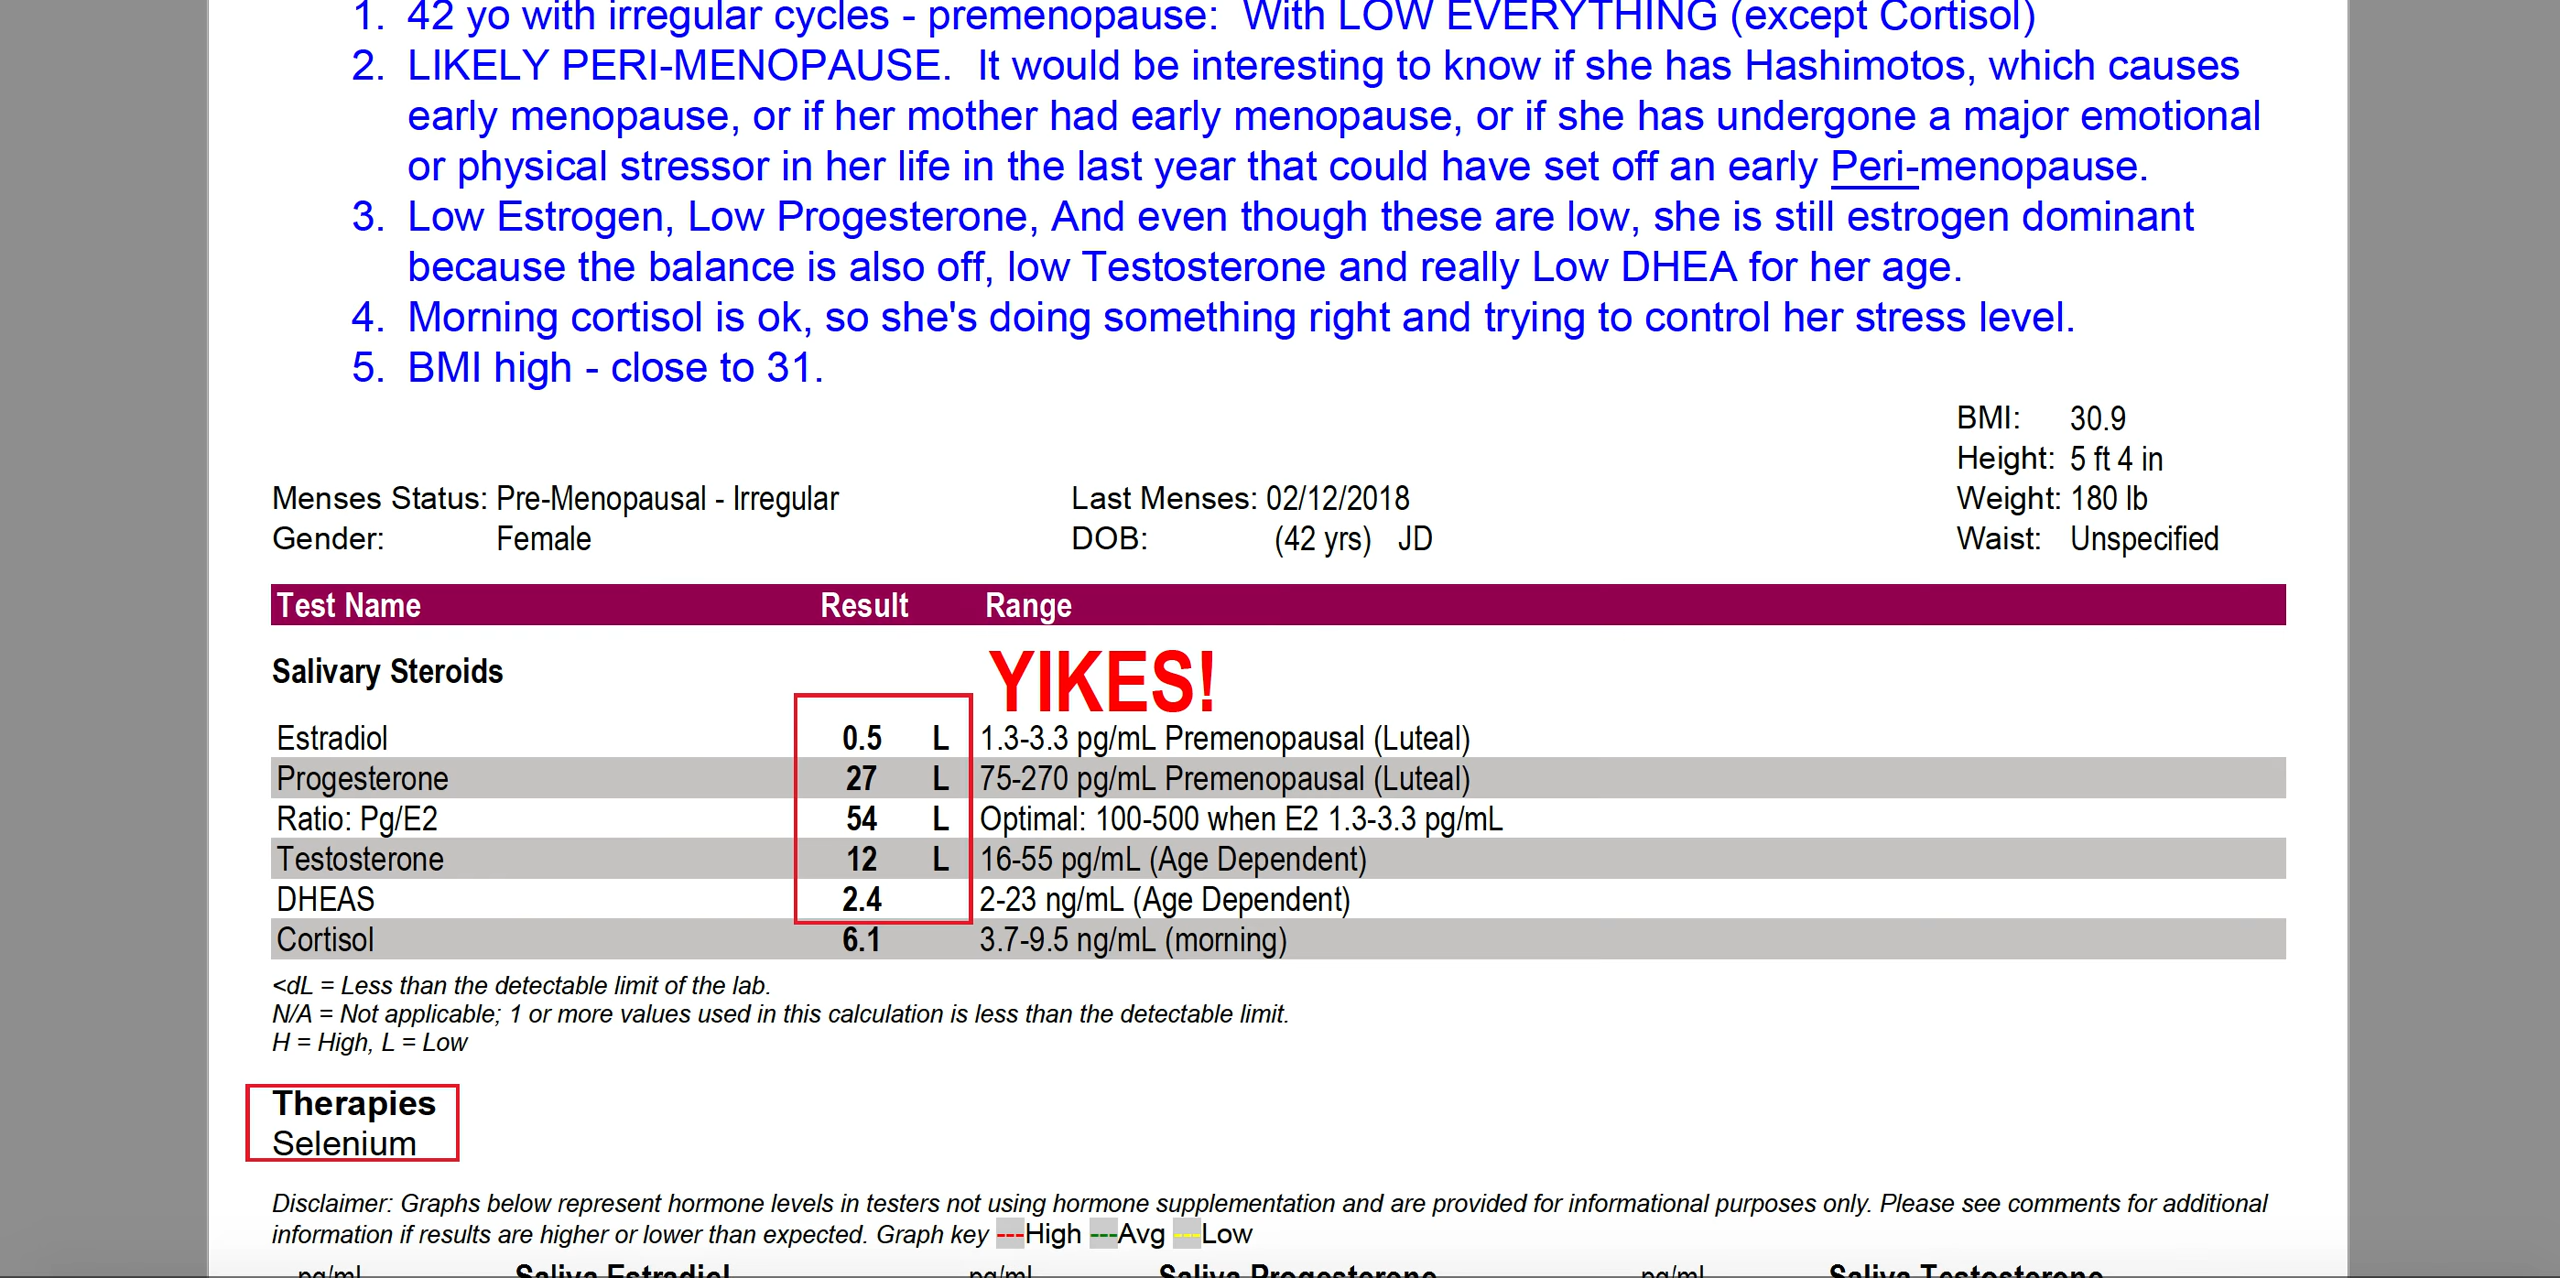 1. 42 yo with irregular cycles - premenopause: With LOW EVERYTHING (except Cortisol)
2. LIKELY PERI-MENOPAUSE. It would be interesting to know if she has Hashimotos, which causes
early menopause, or if her mother had early menopause, or if she has undergone a major emotional
or physical stressor in her life in the last year that could have set off an early Peri-menopause.
3. Low Estrogen, Low Progesterone, And even though these are low, she is still estrogen dominant
because the balance is also off, low Testosterone and really Low DHEA for her age.
4. Morning cortisol is ok, so she's doing something right and trying to control her stress level.
5. BMI high - close to 31.
BMI: 30.9
Height: 5 ft 4 in
Menses Status: Pre-Menopausal - Irregular Last Menses: 02/12/2018 Weight: 180 lb
Gender: Female DOB: (42 yrs) JD Waist: Unspecified
Test Name Result Range
Salivary Steroids YIKES!
Estradiol 0.5 L 1.3-3.3 pg/mL Premenopausal (Luteal)
Progesterone 27 L 75-270 pg/mL Premenopausal (Luteal)
Ratio: Pg/E2 54 L Optimal: 100-500 when E2 1.3-3.3 pg/mL
Testosterone 12 L 16-55 pg/mL (Age Dependent)
DHEAS 2.4 2-23 ng/mL (Age Dependent)
Cortisol 6.1 3.7-9.5 ng/mL (morning)
<dL = Less than the detectable limit of the lab.
N/A = Not applicable; 1 or more values used in this calculation is less than the detectable limit.
H = High, L = Low
Therapies
Selenium
Disclaimer: Graphs below represent hormone levels in testers not using hormone supplementation and are provided for informational purposes only. Please see comments for additional
information if results are higher or lower than expected. Graph key ---High ---Avg ---Low
pg/ml Saliva Estradiol pg/ml Saliva Progesterone pg/ml Saliva Testosterone